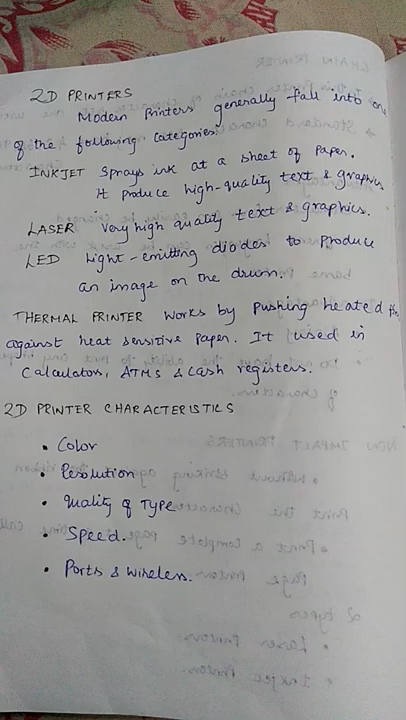 2D PRINTERS
Modern Printers generally fall into one
of the following categories.
INKJET Sprays ink at a sheet of Paper.
It produce high-quality text & graphics
LASER Very high quality text & graphics.
LED Light-emitting diodes to produce
an image on the drum.
THERMAL PRINTER Works by pushing heated
against heat sensitive Paper. It used in
Calculators, ATMs & Cash registers.
2D PRINTER CHARACTERISTICS
• Color
• Resolution
• Quality of Type
• Speed.
• Ports & wireless.